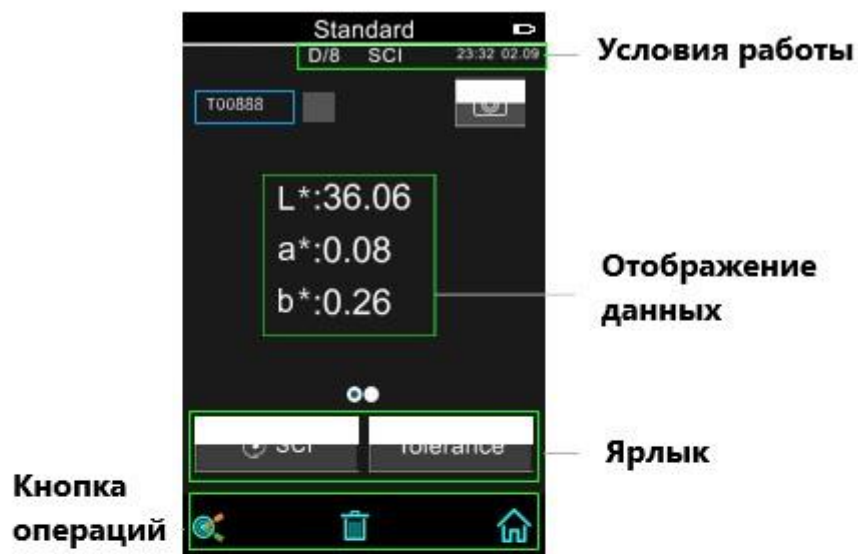 Standard
D/8 SCI 23:32 02.09
Условия работы
T00888
L*:36.06
a*:0.08
b*:0.26
Отображение
данных
SCI Tolerance
Ярлык
Кнопка
операций